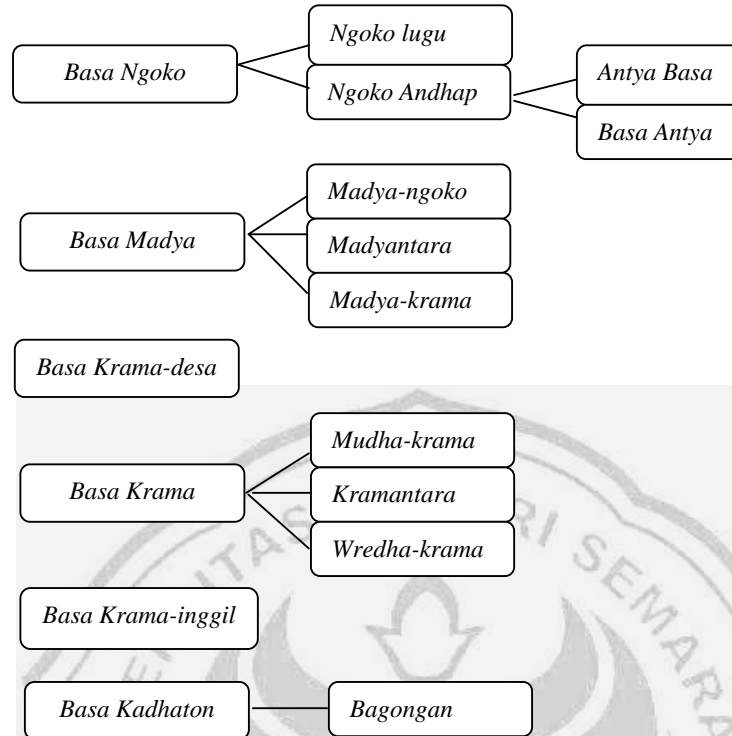 Basa Ngoko
Ngoko lugu
Ngoko Andhap
Antya Basa
Basa Antya
Basa Madya
Madya-ngoko
Madyantara
Madya-krama
Basa Krama-desa
Basa Krama
Mudha-krama
Kramantara
Wredha-krama
Basa Krama-inggil
Basa Kadhaton
Bagongan